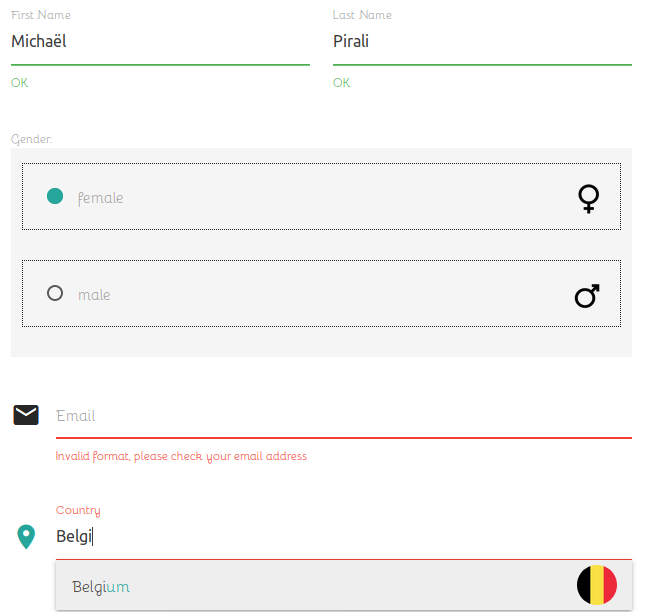 First Name
Last Name
Michaël
Pirali
OK
OK
Gender:
female
male
Email
Invalid format, please check your email address
Country
Belgi
Belgium